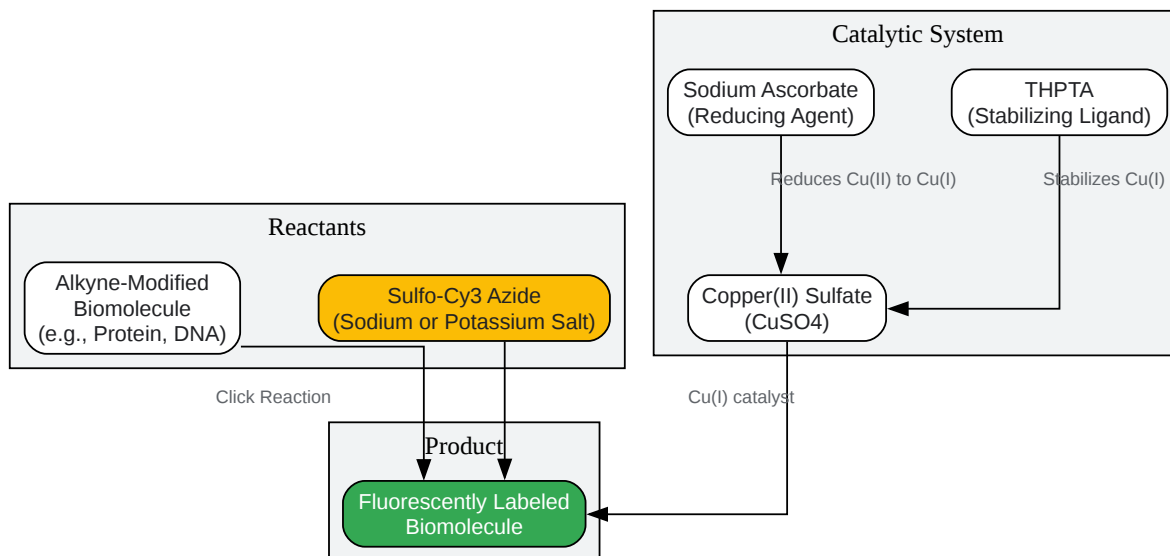 Catalytic System
Sodium Ascorbate
(Reducing Agent)
THPTA
(Stabilizing Ligand)
Reduces Cu(II) to Cu(I)
Stabilizes Cu(I)
Reactants
Alkyne-Modified
Biomolecule
(e.g., Protein, DNA)
Sulfo-Cy3 Azide
(Sodium or Potassium Salt)
Copper(II) Sulfate
(CuSO4)
Click Reaction
Cu(I) catalyst
Product
Fluorescently Labeled
Biomolecule